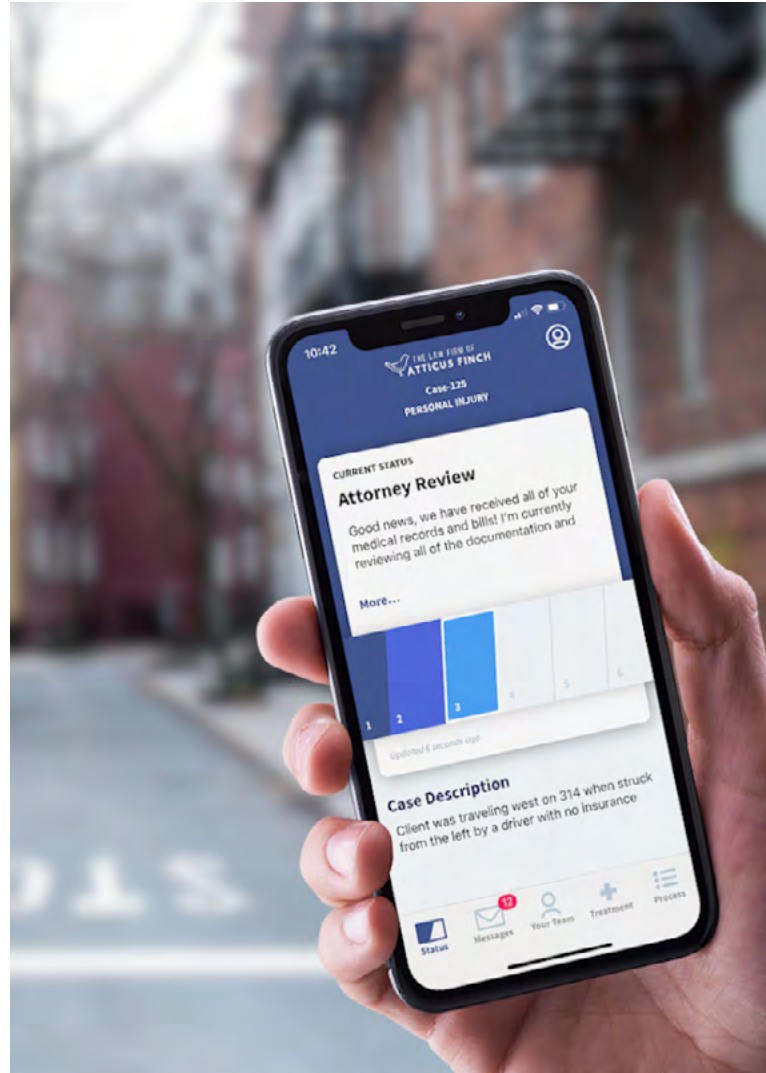 10:42
THE LAW FIRM OF
ATTICUS FINCH
Case-125
PERSONAL INJURY
CURRENT STATUS
Attorney Review
Good news, we have received all of your
medical records and bills! I'm currently
reviewing all of the documentation and
More...
1 2 3 4 5 6
Updated 6 seconds ago
Case Description
Client was traveling west on 314 when struck
from the left by a driver with no insurance
12
Status Messages Your Team Treatment Process
STO